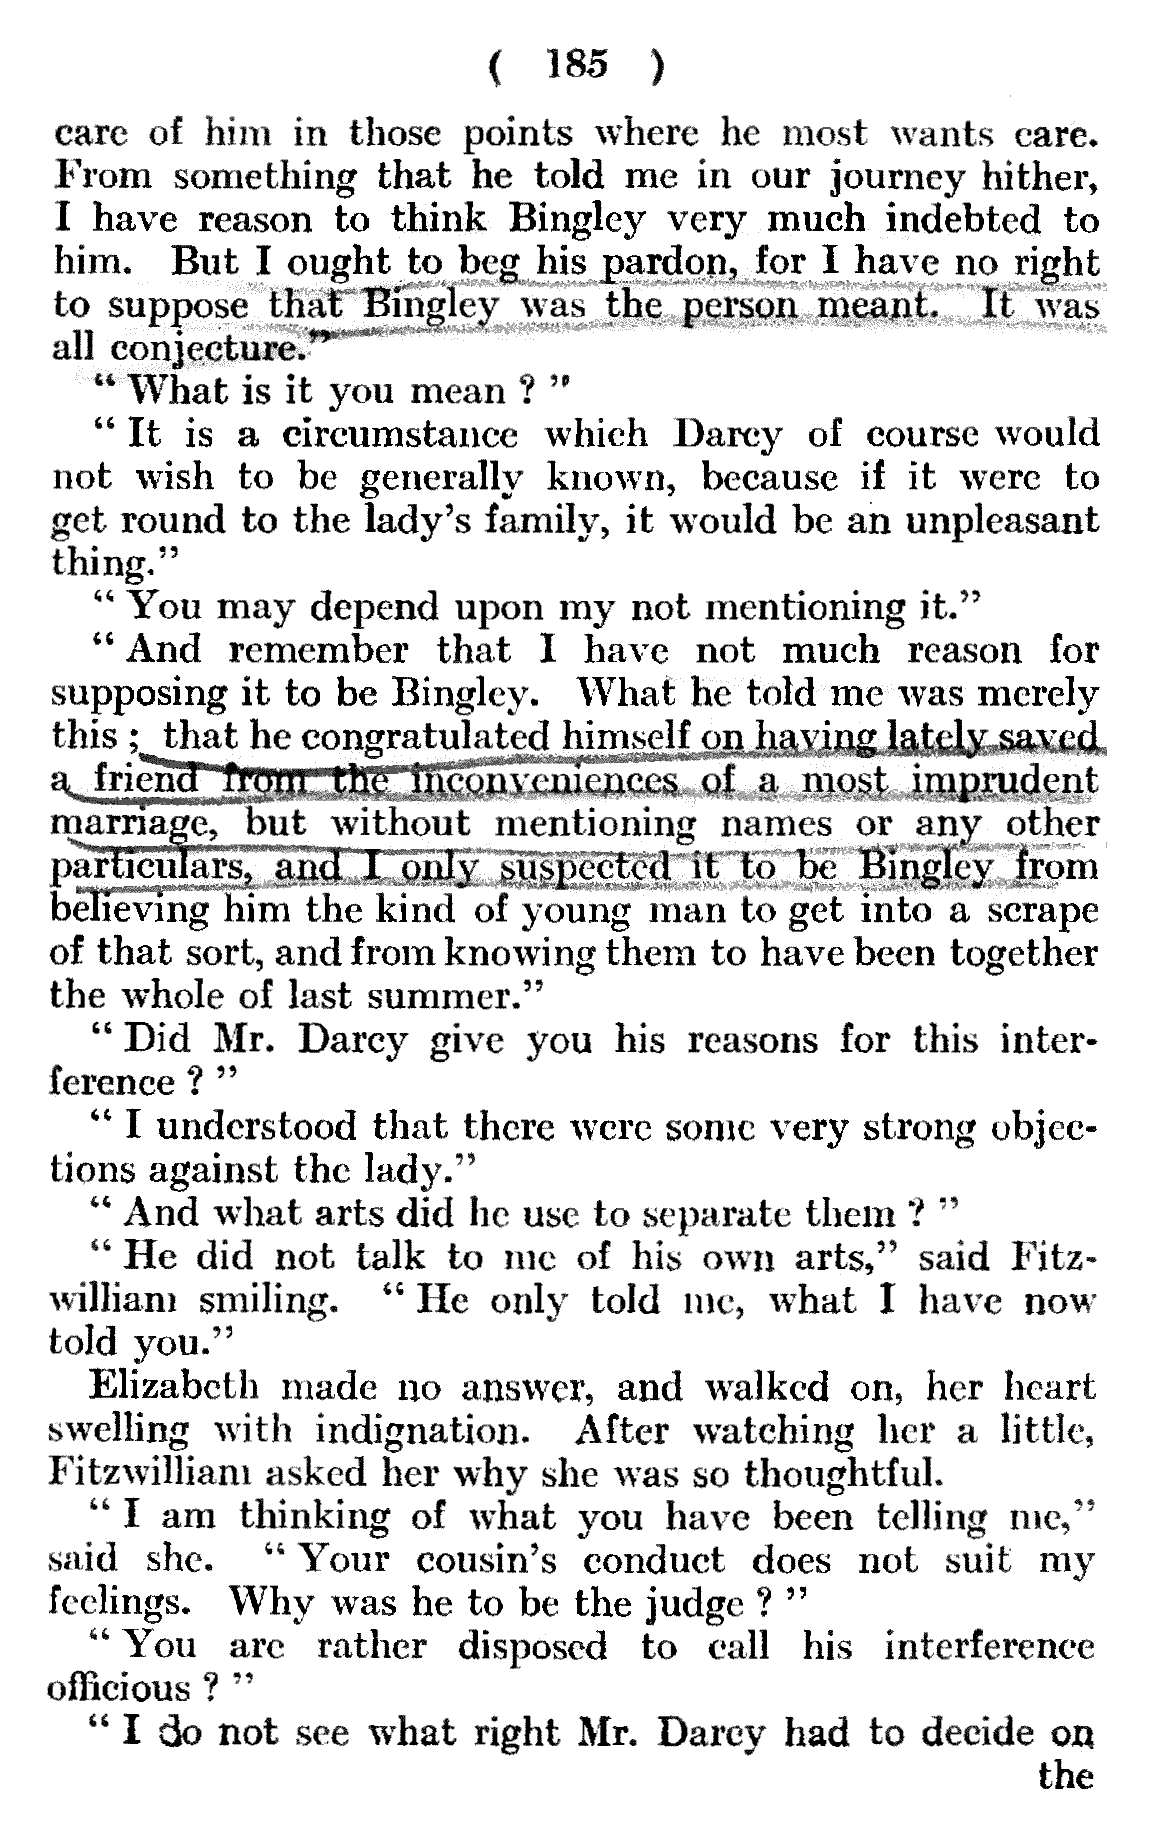 ( 185 )
care of him in those points where he most wants care.
From something that he told me in our journey hither,
I have reason to think Bingley very much indebted to
him. But I ought to beg his pardon, for I have no right
to suppose that Bingley was the person meant. It was
all conjecture.”
“ What is it you mean ? ”
“ It is a circumstance which Darcy of course would
not wish to be generally known, because if it were to
get round to the lady’s family, it would be an unpleasant
thing.”
“ You may depend upon my not mentioning it.”
“ And remember that I have not much reason for
supposing it to be Bingley. What he told me was merely
this ; that he congratulated himself on having lately saved
a friend from the inconveniences of a most imprudent
marriage, but without mentioning names or any other
particulars, and I only suspected it to be Bingley from
believing him the kind of young man to get into a scrape
of that sort, and from knowing them to have been together
the whole of last summer.”
“ Did Mr. Darcy give you his reasons for this inter-
ference ? ”
“ I understood that there were some very strong objec-
tions against the lady.”
“ And what arts did he use to separate them ? ”
“ He did not talk to me of his own arts,” said Fitz-
william smiling. “ He only told me, what I have now
told you.”
Elizabeth made no answer, and walked on, her heart
swelling with indignation. After watching her a little,
Fitzwilliam asked her why she was so thoughtful.
“ I am thinking of what you have been telling me,”
said she. “ Your cousin’s conduct does not suit my
feelings. Why was he to be the judge ? ”
“ You are rather disposed to call his interference
officious ? ”
“ I do not see what right Mr. Darcy had to decide on
the